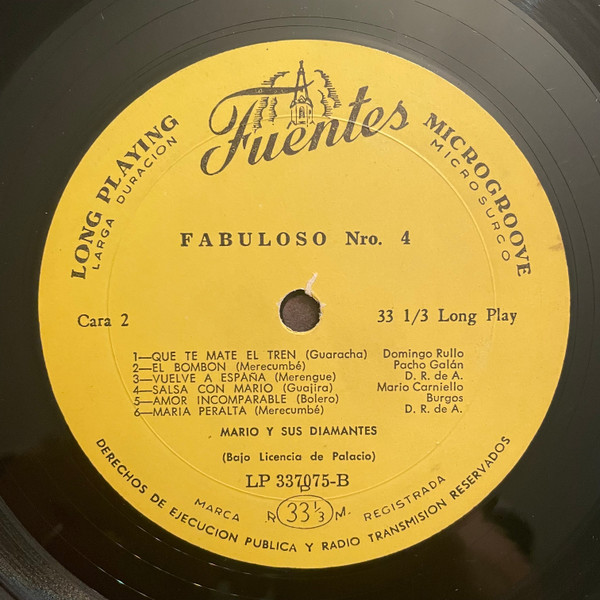 Fuentes
LONG PLAYING
LARGA DURACION
MICROGROOVE
MICROSURCO
FABULOSO Nro. 4
Cara 2
33 1/3 Long Play
1—QUE TE MATE EL TREN (Guaracha) Domingo Rullo
2—EL BOMBON (Merecumbé) Pacho Galán
3—VUELVE A ESPAÑA (Merengue) D. R. de A.
4—SALSA CON MARIO (Guajira) Mario Carniello
5—AMOR INCOMPARABLE (Bolero) Burgos
6—MARIA PERALTA (Merecumbé) D. R. de A.
MARIO Y SUS DIAMANTES
(Bajo Licencia de Palacio)
LP 337075-B
MARCA R. 33 1/3 M. REGISTRADA
DERECHOS DE EJECUCION PUBLICA Y RADIO TRANSMISION RESERVADOS